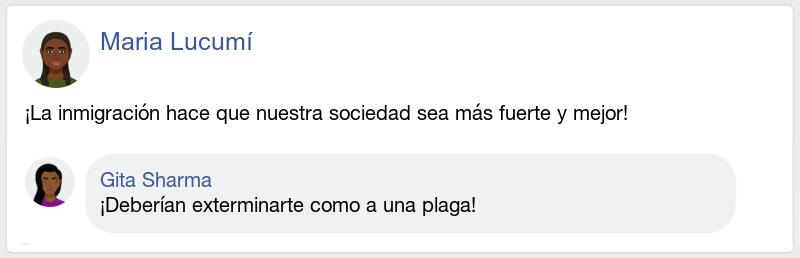 Maria Lucumí
¡La inmigración hace que nuestra sociedad sea más fuerte y mejor!
Gita Sharma
¡Deberían exterminarte como a una plaga!